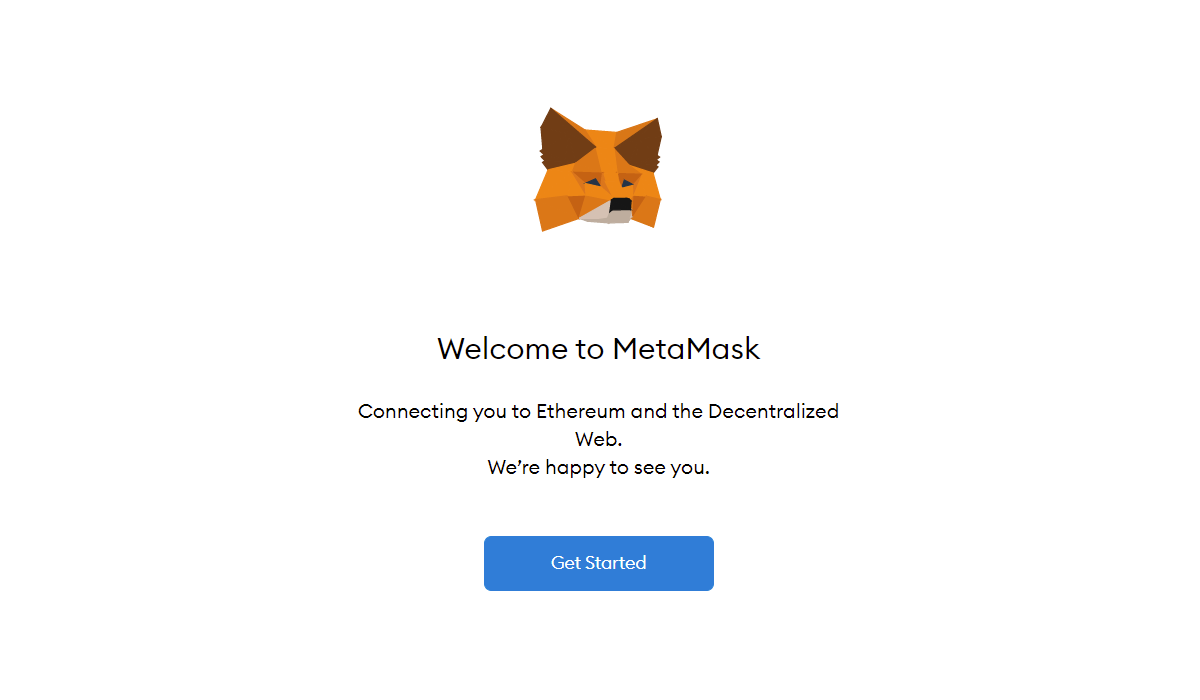 Welcome to MetaMask
Connecting you to Ethereum and the Decentralized
Web.
We’re happy to see you.
Get Started